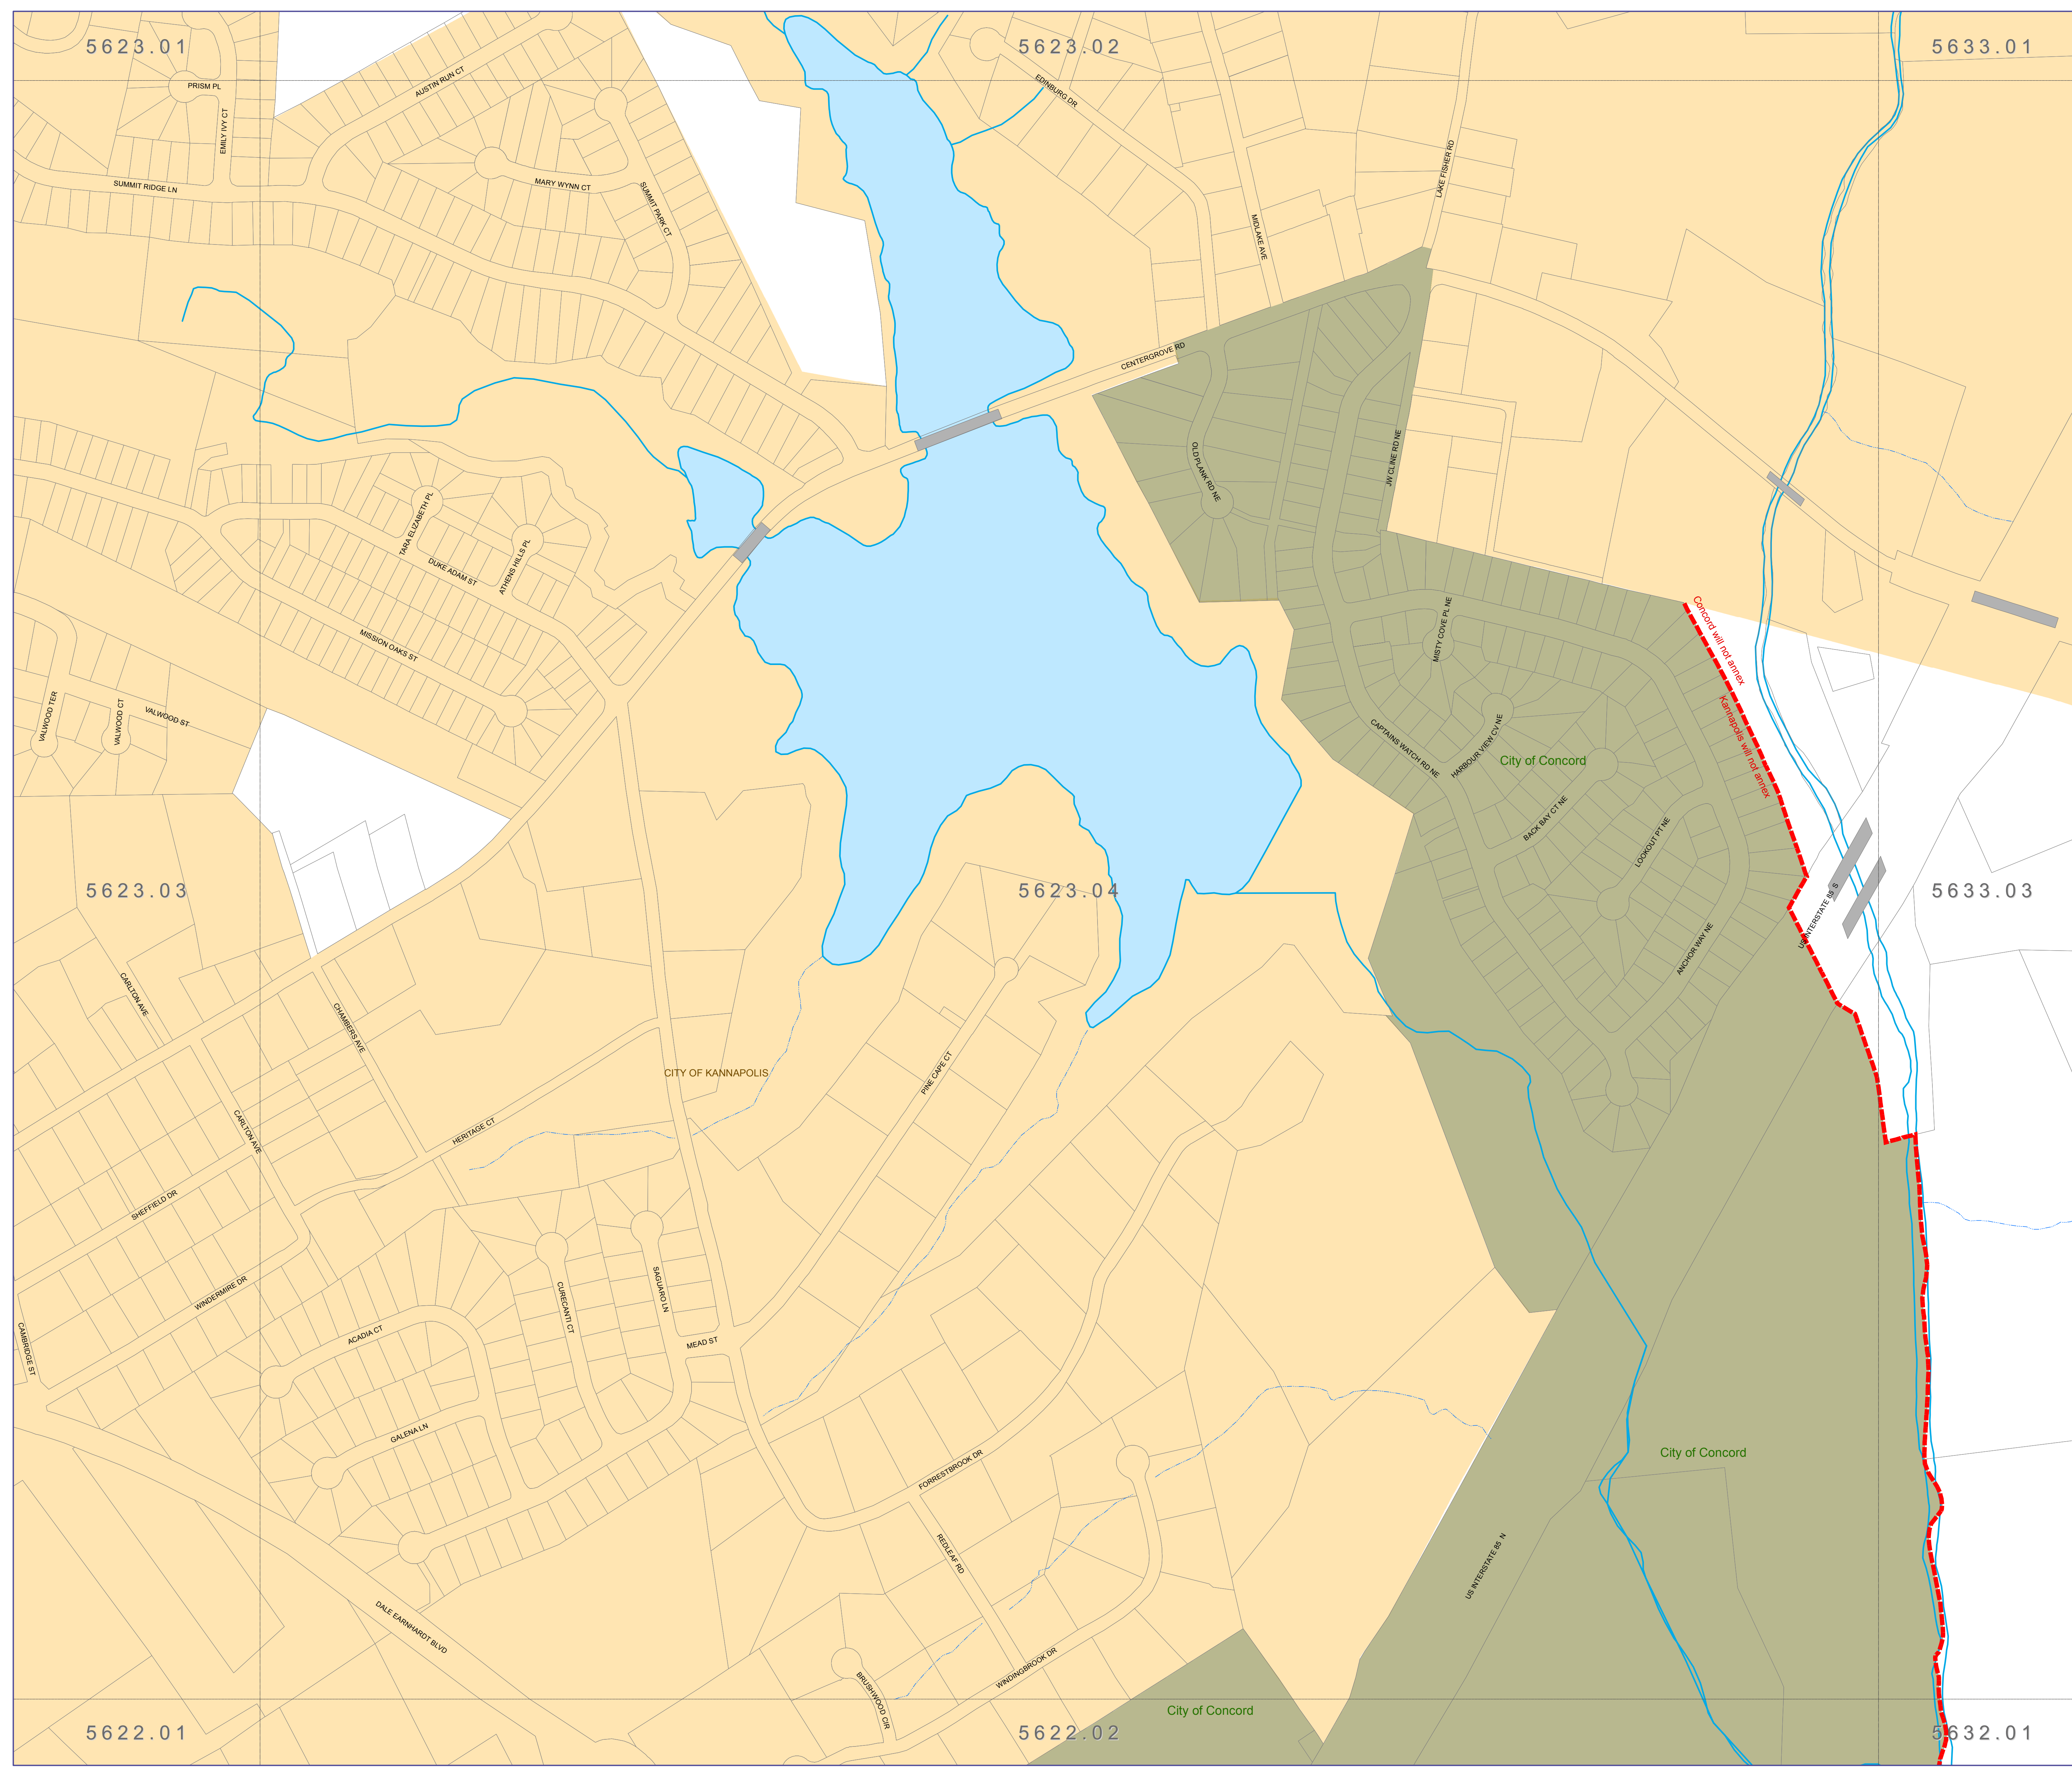 5623.01
5623.02
5633.01
PRISM PL
EMILY IVY CT
AUSTIN RUN CT
EDINBURG DR
SUMMIT RIDGE LN
MARY WYNN CT
SUMMIT PARK CT
MIDLAKE AVE
LAKE FISHER RD
CENTERGROVE RD
OLD PLANK RD NE
JW CLINE RD NE
TARA ELIZABETH PL
DUKE ADAM ST
ATHENS HILLS PL
MISSION OAKS ST
MISTY COVE PL NE
Concord will not annex
Kannapolis will not annex
VALWOOD TER
VALWOOD CT
VALWOOD ST
CAPTAINS WATCH RD NE
HARBOUR VIEW CV NE
City of Concord
BACK BAY CT NE
LOOKOUT PT NE
5623.03
5623.04
5633.03
US INTERSTATE 85 S
ANCHOR WAY NE
CARLTON AVE
CHAMBERS AVE
CITY OF KANNAPOLIS
PINE CAPE CT
HERITAGE CT
CARLTON AVE
SHEFFIELD DR
WINDERMIRE DR
CURECANTI CT
SAGUARO LN
CAMBRIDGE ST
ACADIA CT
MEAD ST
GALENA LN
FORRESTBROOK DR
City of Concord
REDLEAF RD
US INTERSTATE 85 N
DALE EARNHARDT BLVD
WINDINGBROOK DR
BRUSHWOOD CIR
City of Concord
5622.01
5622.02
5632.01